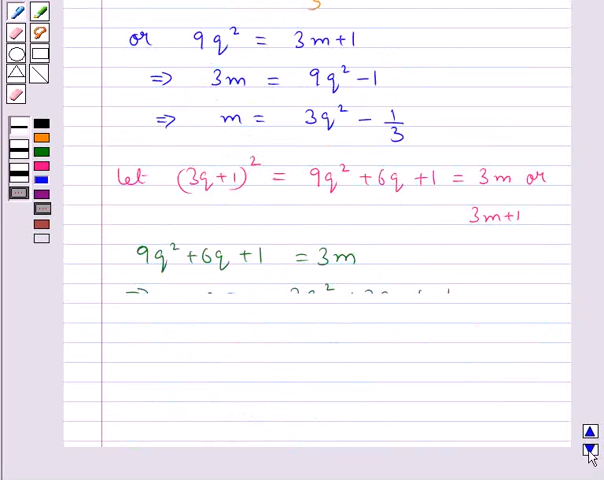 3
or 9q² = 3m+1
⇒ 3m = 9q² - 1
⇒ m = 3q² - 1/3
let (3q+1)² = 9q² + 6q + 1 = 3m or
3m+1
9q² + 6q + 1 = 3m
⇒